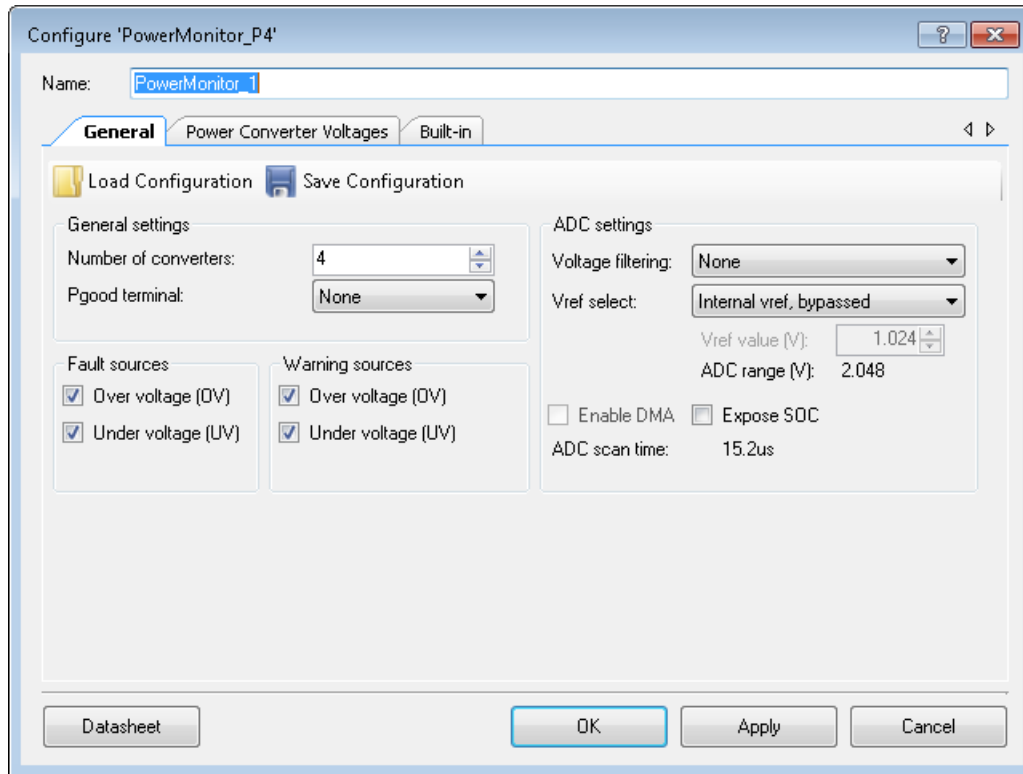 Configure 'PowerMonitor_P4'
Name: PowerMonitor_1
General Power Converter Voltages Built-in
Load Configuration Save Configuration
General settings
Number of converters: 4
Pgood terminal: None
Fault sources
Over voltage (OV)
Under voltage (UV)
Warning sources
Over voltage (OV)
Under voltage (UV)
ADC settings
Voltage filtering: None
Vref select: Internal vref, bypassed
Vref value (V): 1.024
ADC range (V): 2.048
Enable DMA Expose SOC
ADC scan time: 15.2us
Datasheet OK Apply Cancel